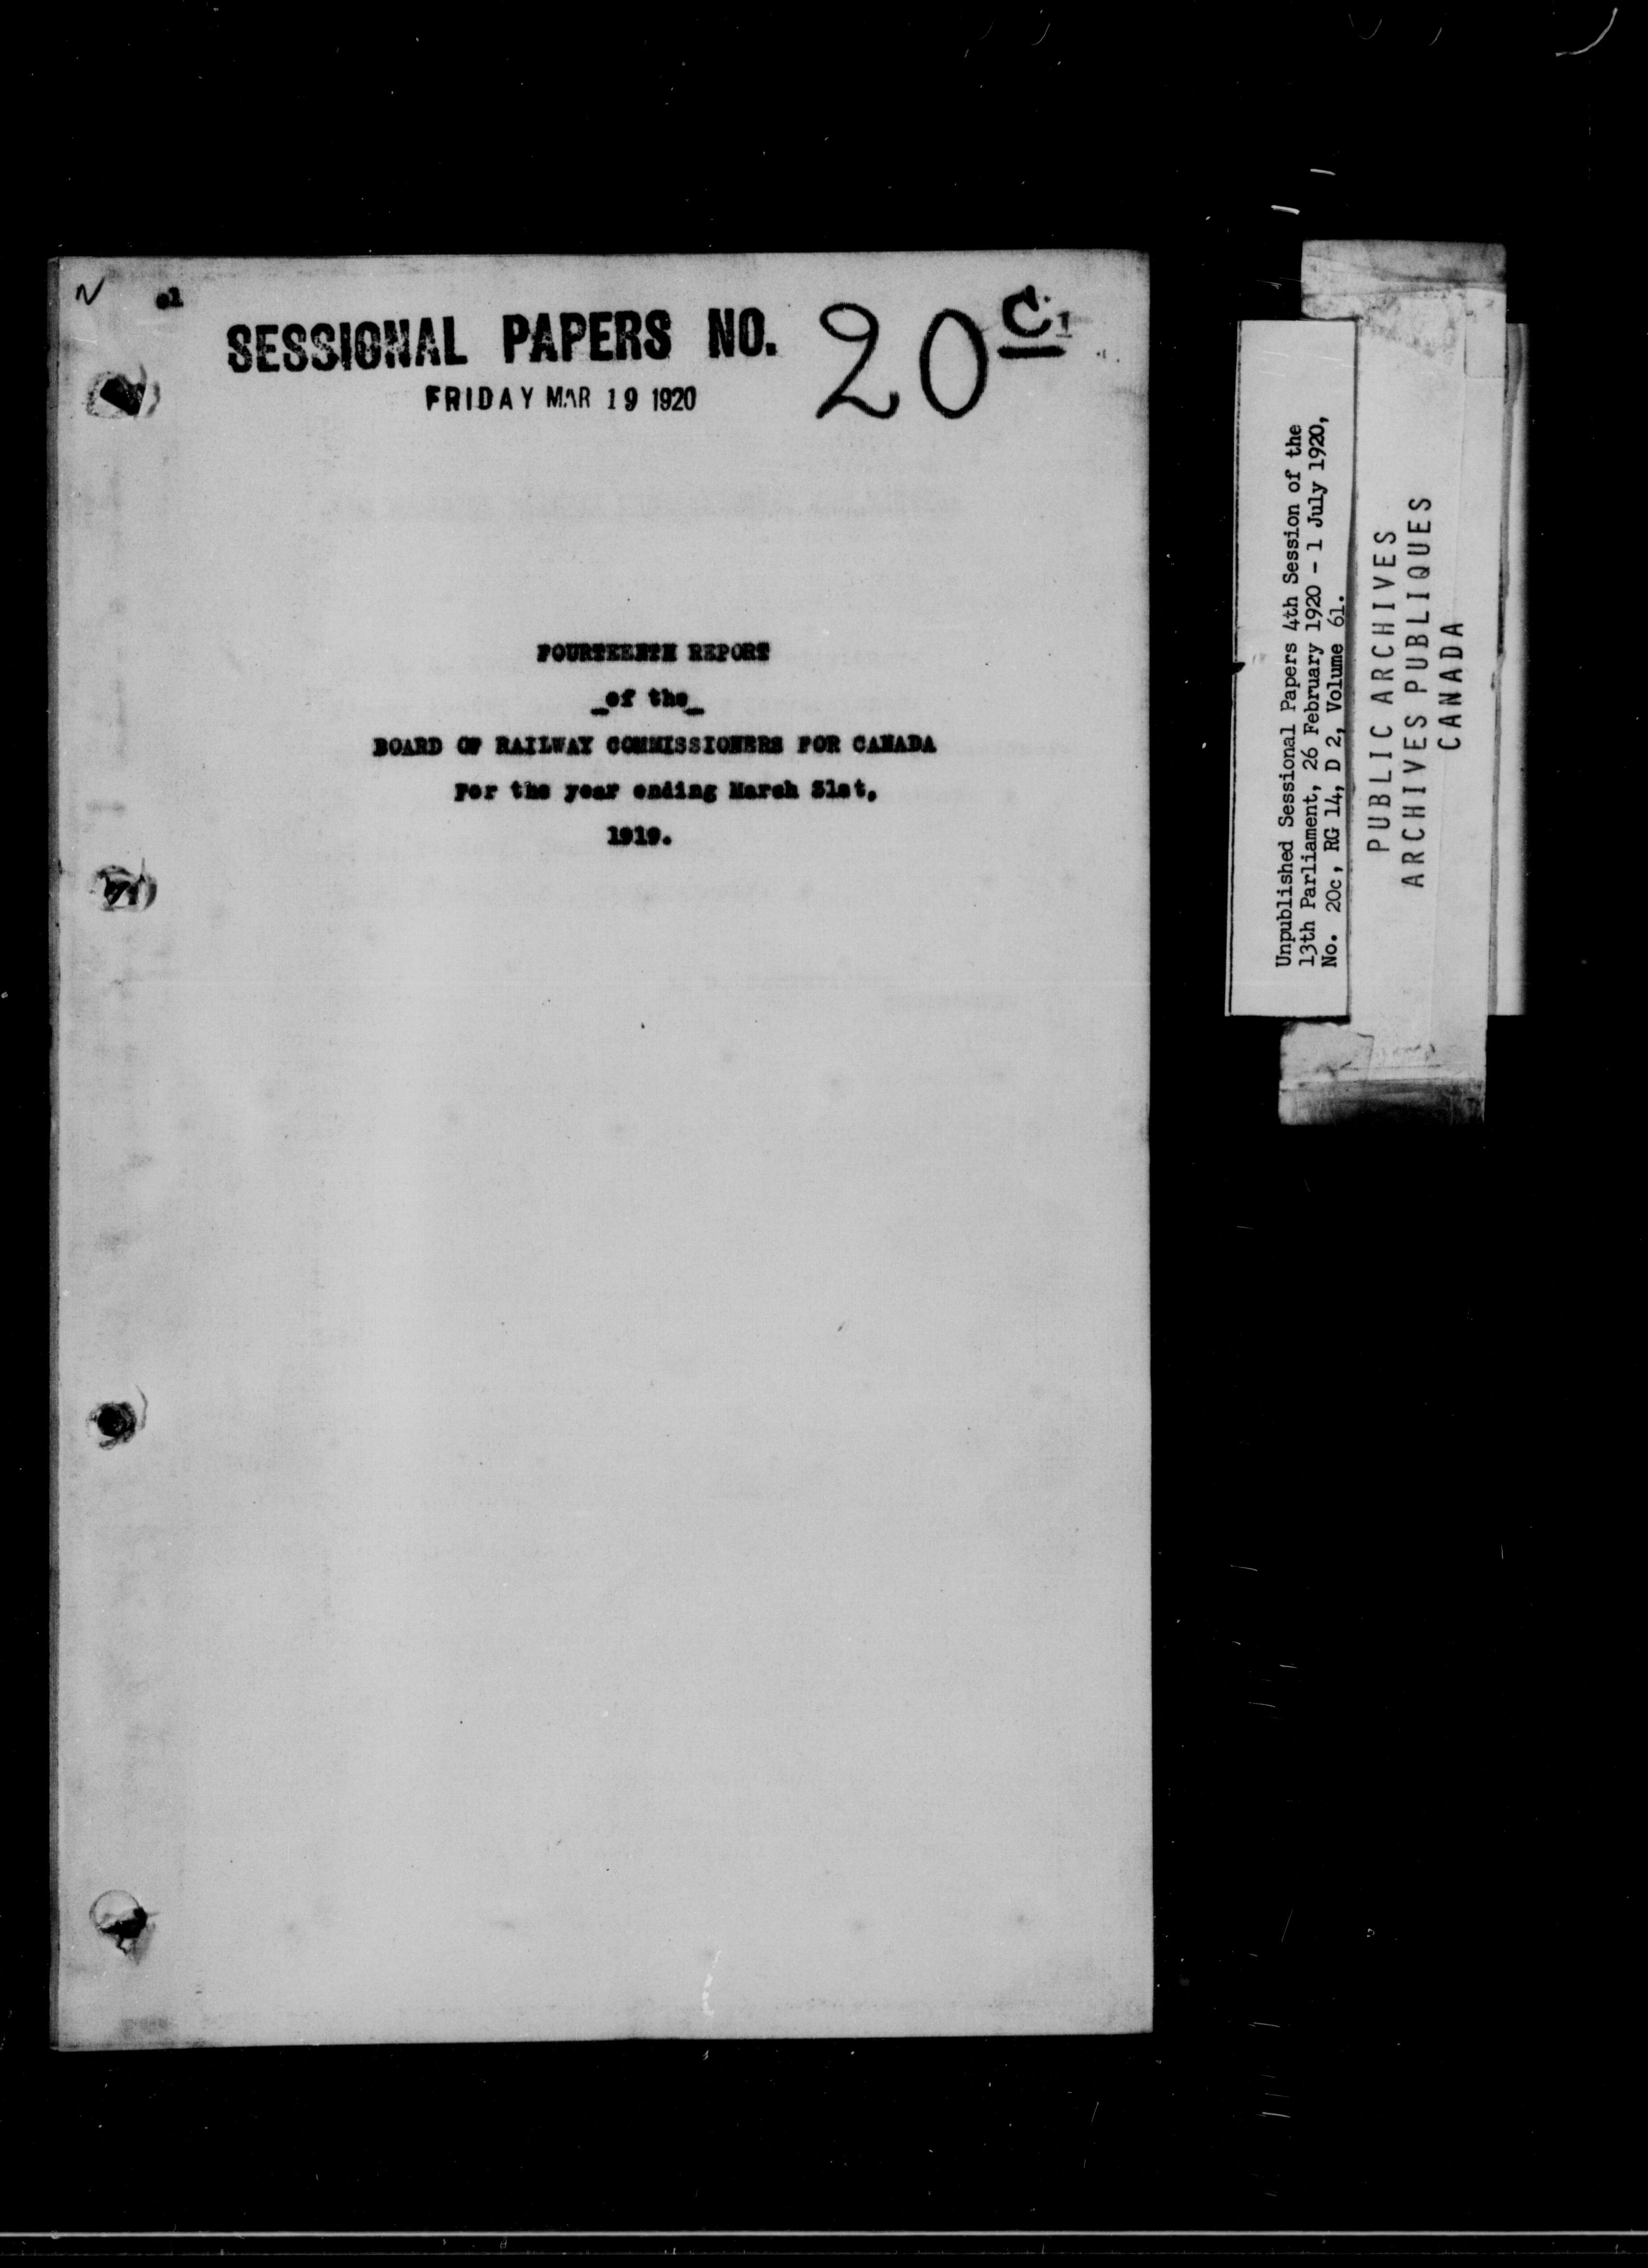 SESSIONAL PAPERS NO. 20 C.
FRIDAY MAR 19 1920
FOURTEENTH REPORT
of the
BOARD OF RAILWAY COMMISSIONERS FOR CANADA
For the year ending March 31st,
1919.
Unpublished Sessional Papers 4th Session of the
13th Parliament, 26 February 1920 - 1 July 1920,
No. 20c, RG 14, D 2, Volume 61.
PUBLIC ARCHIVES
ARCHIVES PUBLIQUES
CANADA